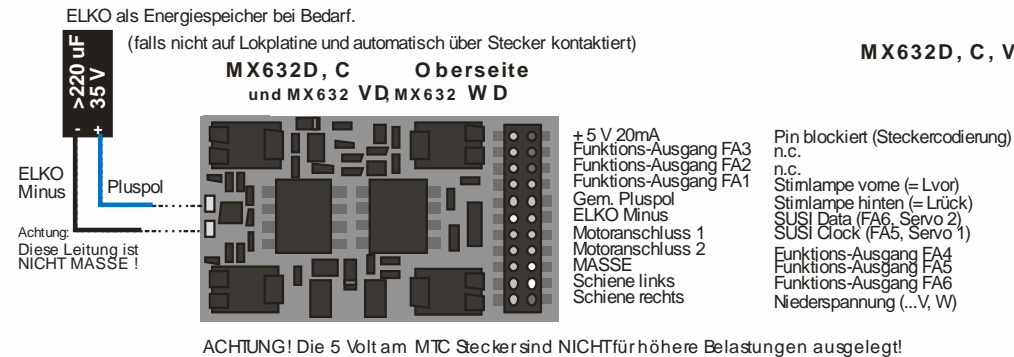 ELKO als Energiespeicher bei Bedarf.
(falls nicht auf Lokplatine und automatisch über Stecker kontaktiert)
MX632D, C Oberseite
und MX632 VD, MX632 WD
MX632D, C, V
>220 uF
35 V
- +
ELKO
Minus
Pluspol
Achtung:
Diese Leitung ist
NICHT MASSE !
+ 5 V 20mA
Funktions-Ausgang FA3
Funktions-Ausgang FA2
Funktions-Ausgang FA1
Gem. Pluspol
ELKO Minus
Motoranschluss 1
Motoranschluss 2
MASSE
Schiene links
Schiene rechts
Pin blockiert (Steckercodierung)
n.c.
n.c.
Stirnlampe vorne (= Lvor)
Stirnlampe hinten (= Lrück)
SUSI Data (FA6, Servo 2)
SUSI Clock (FA5, Servo 1)
Funktions-Ausgang FA4
Funktions-Ausgang FA5
Funktions-Ausgang FA6
Niederspannung (...V, W)
ACHTUNG! Die 5 Volt am MTC Stecker sind NICHT für höhere Belastungen ausgelegt!